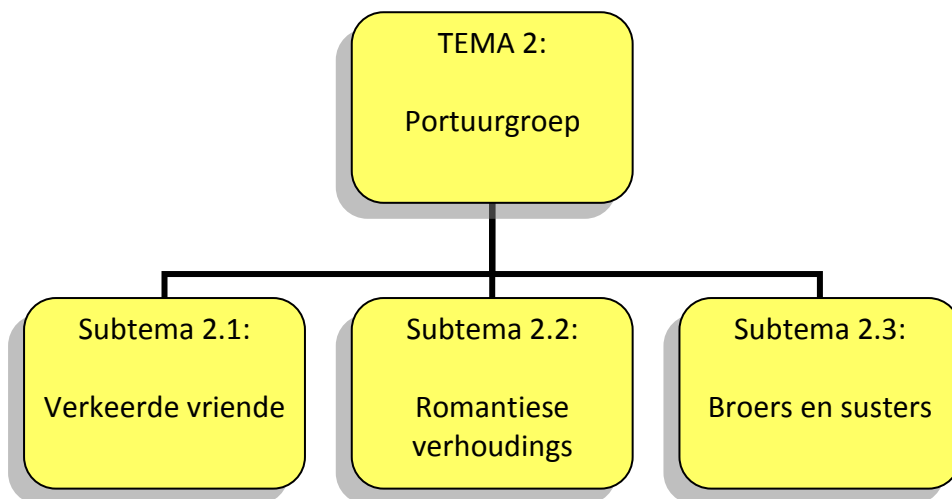 TEMA 2:
Portuurgroep
Subtema 2.1:
Verkeerde vriende
Subtema 2.2:
Romantiese
verhoudings
Subtema 2.3:
Broers en susters